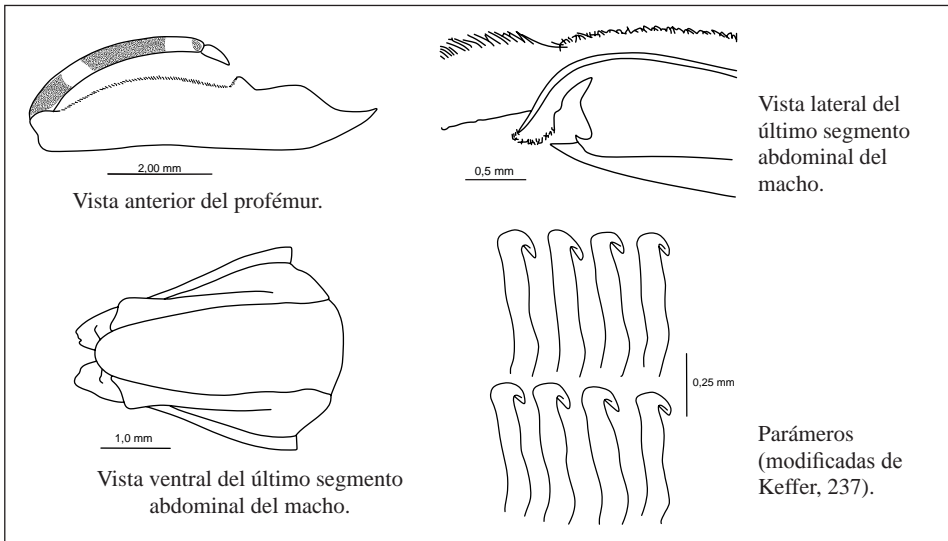 2,00 mm
Vista anterior del profémur.
0,5 mm
Vista lateral del
último segmento
abdominal del
macho.
1,0 mm
Vista ventral del último segmento
abdominal del macho.
0,25 mm
Parámeros
(modificadas de
Keffer, 237).